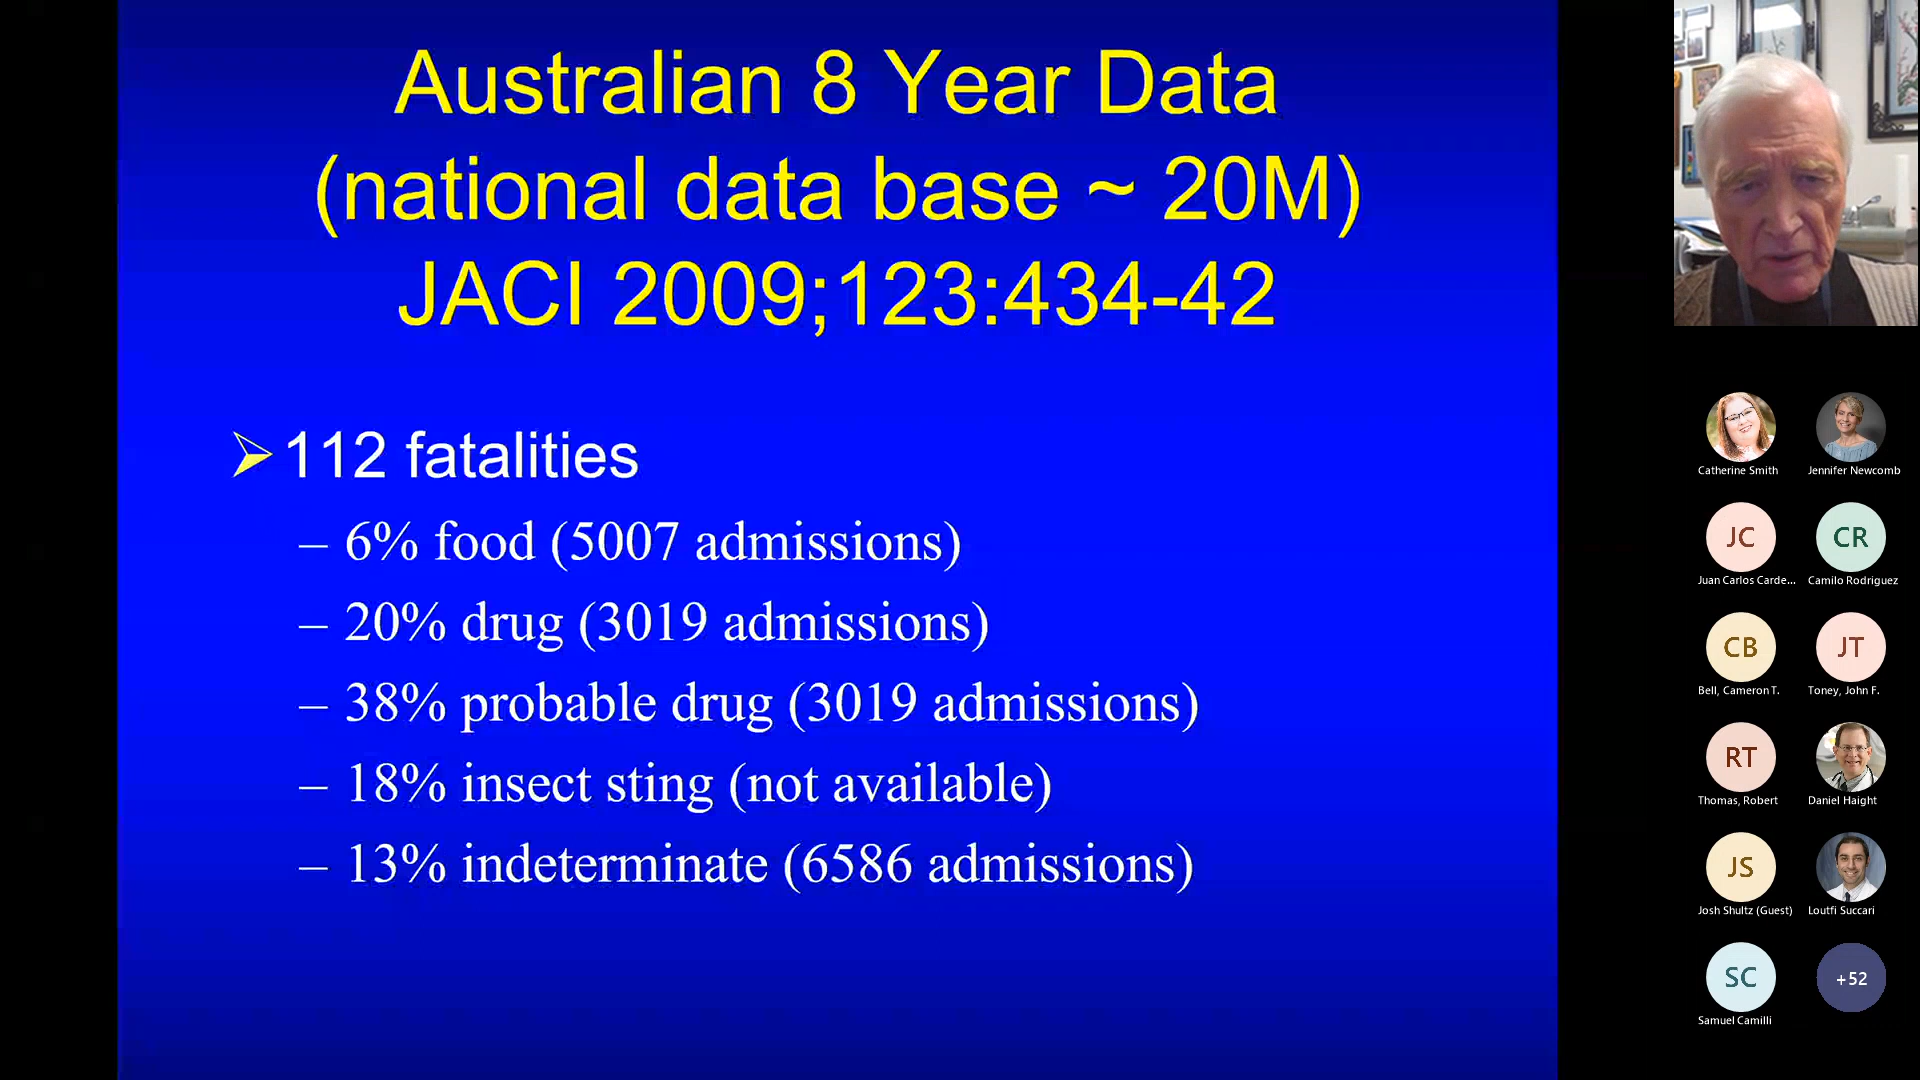 Australian 8 Year Data
(national data base ~ 20M)
JACI 2009;123:434-42
➢112 fatalities
– 6% food (5007 admissions)
– 20% drug (3019 admissions)
– 38% probable drug (3019 admissions)
– 18% insect sting (not available)
– 13% indeterminate (6586 admissions)
Catherine Smith
Jennifer Newcomb
JC
CR
Juan Carlos Carde...
Camilo Rodriguez
CB
JT
Bell, Cameron T.
Toney, John F.
RT
Thomas, Robert
Daniel Haight
JS
Josh Shultz (Guest)
Loutfi Succari
SC
+52
Samuel Camilli